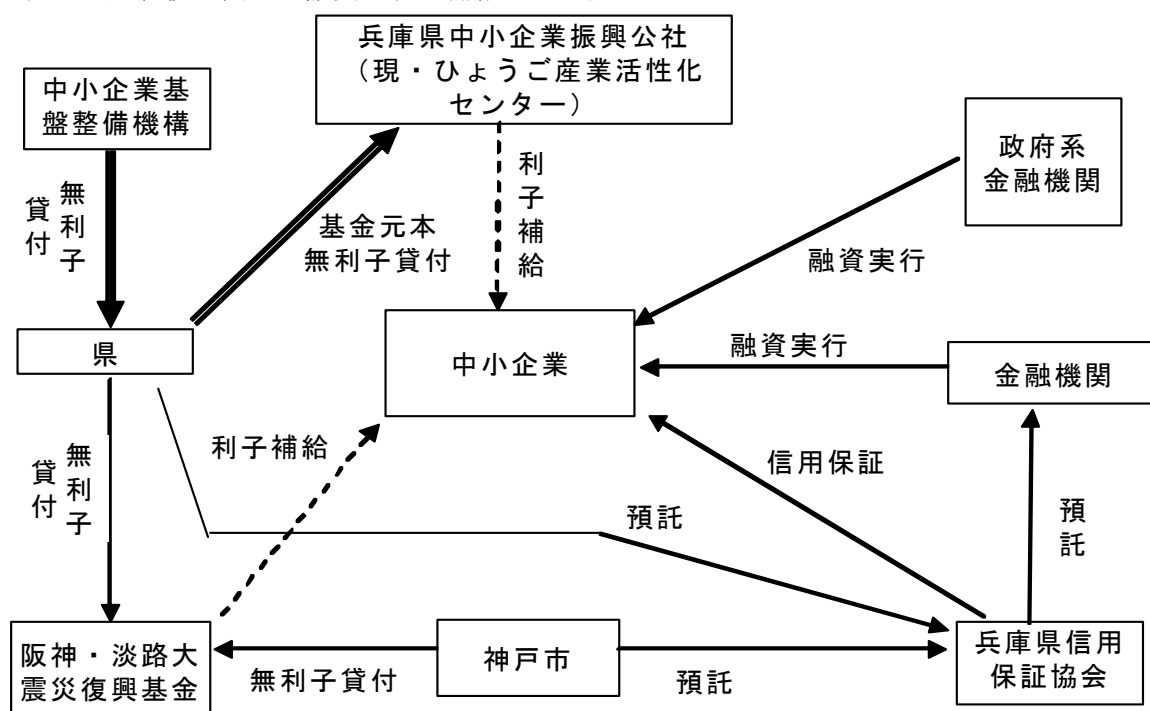 兵庫県中小企業振興公社
（現・ひょうご産業活性化
センター）
中小企業基
盤整備機構
政府系
金融機関
無利子
貸付
利子補給
基金元本
無利子貸付
融資実行
県
中小企業
融資実行
金融機関
無利子
貸付
利子補給
信用保証
預託
預託
阪神・淡路大
震災復興基金
無利子貸付
神戸市
預託
兵庫県信用
保証協会